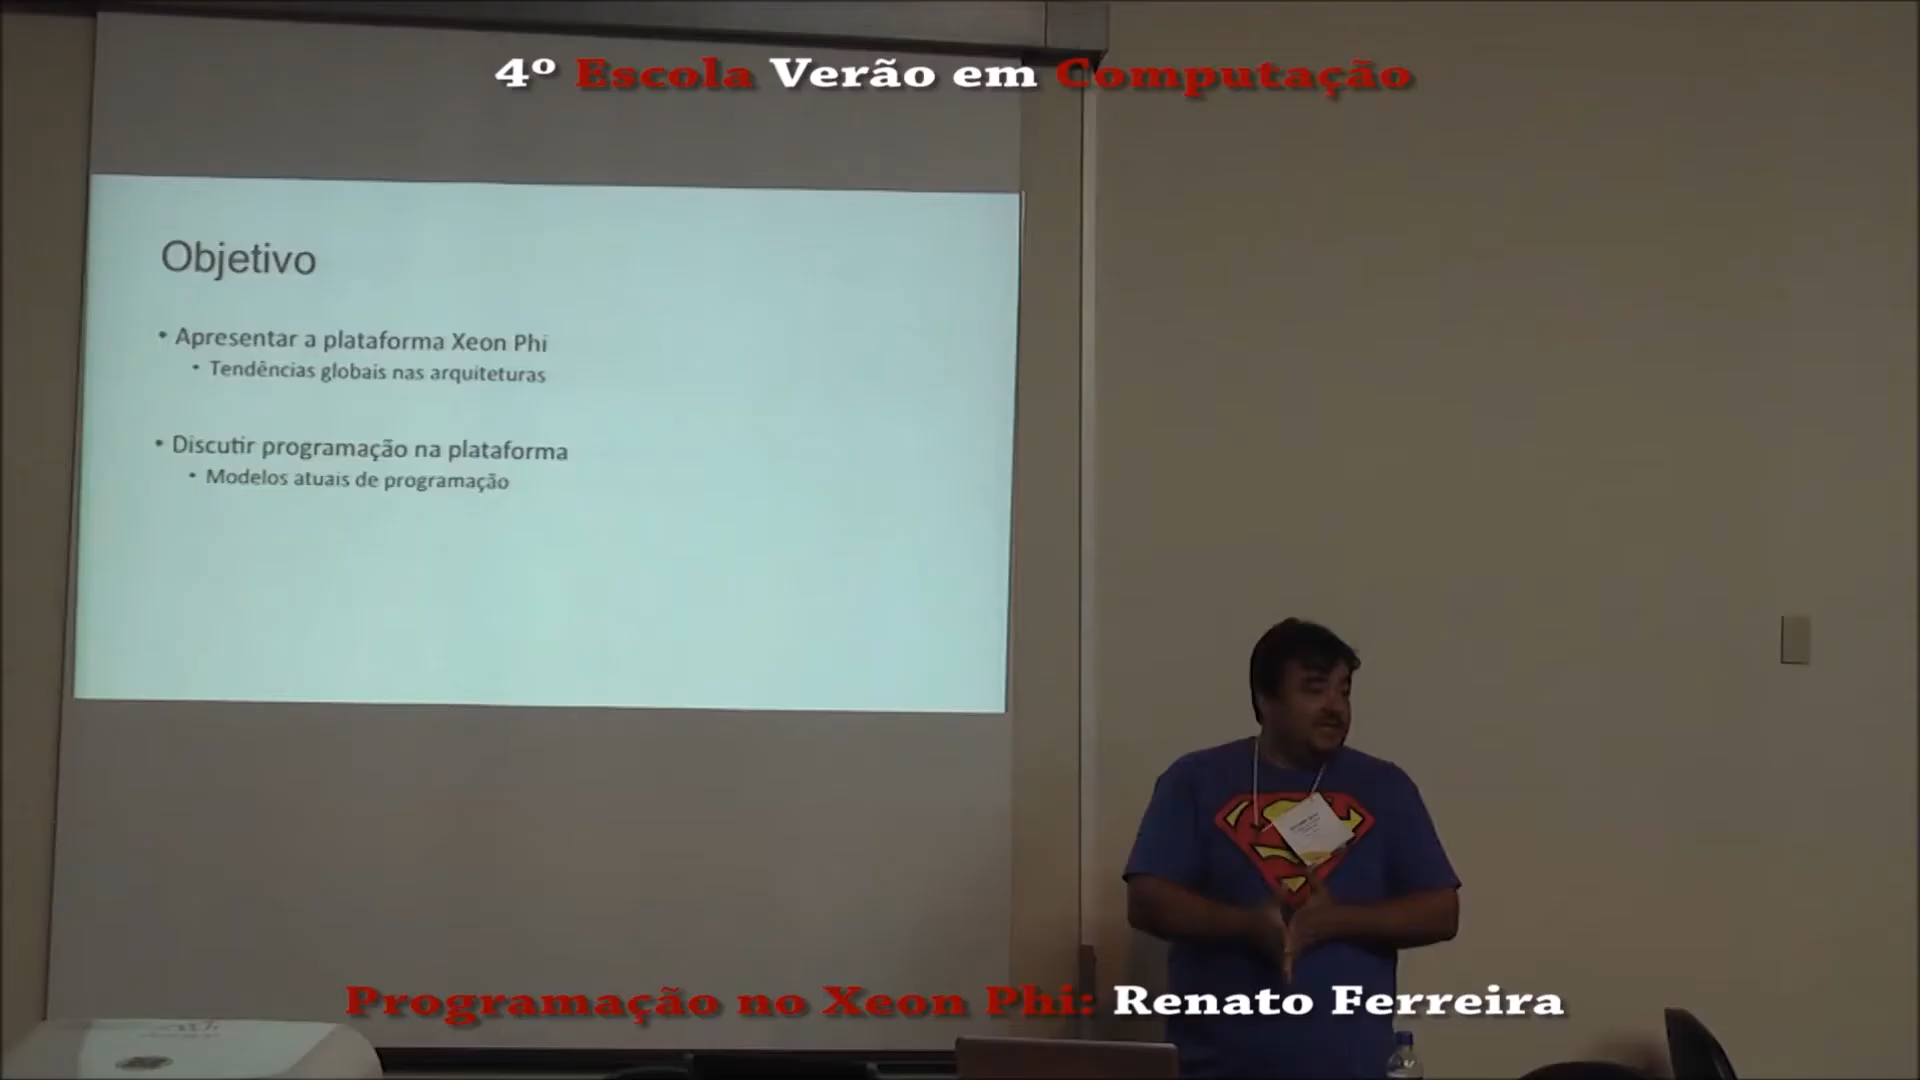 4º Escola Verão em Computação
Objetivo
• Apresentar a plataforma Xeon Phi
• Tendências globais nas arquiteturas
• Discutir programação na plataforma
• Modelos atuais de programação
Programação no Xeon Phi: Renato Ferreira